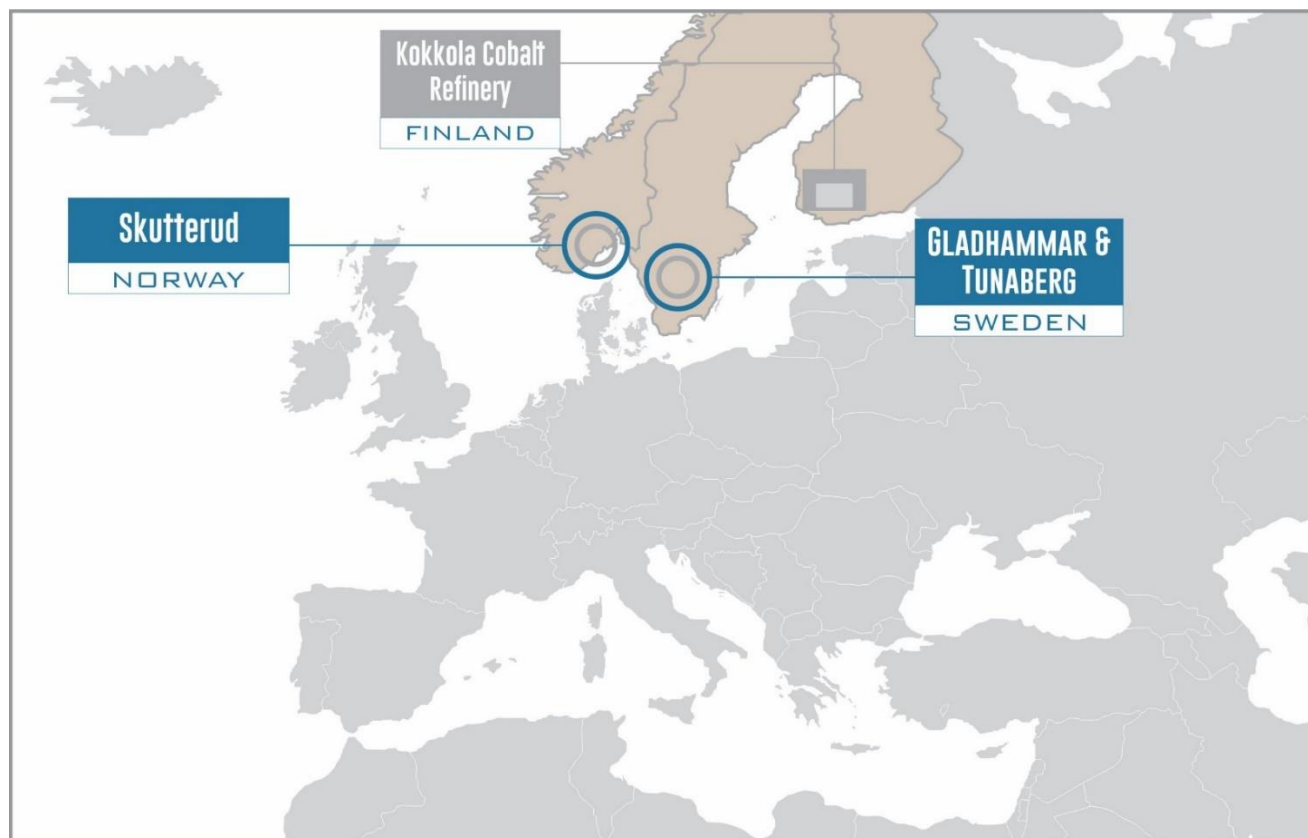 Kokkola Cobalt
Refinery
FINLAND
Skutterud
NORWAY
GLADHAMMAR &
TUNABERG
SWEDEN